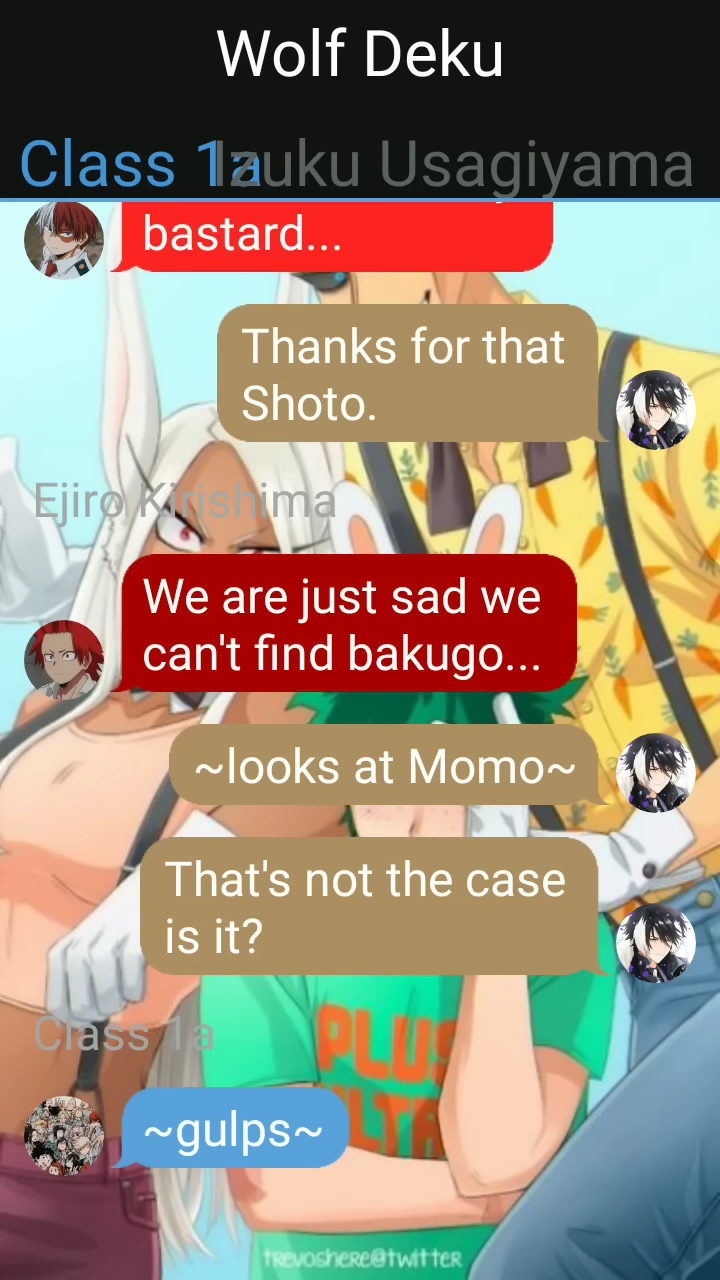 Wolf Deku
Class 1a
Izuku Usagiyama
bastard...
Thanks for that
Shoto.
Ejiro Kirishima
We are just sad we
can't find bakugo...
~looks at Momo~
That's not the case
is it?
Class 1a
~gulps~
PLUS
LTR
trevoshere@twitter